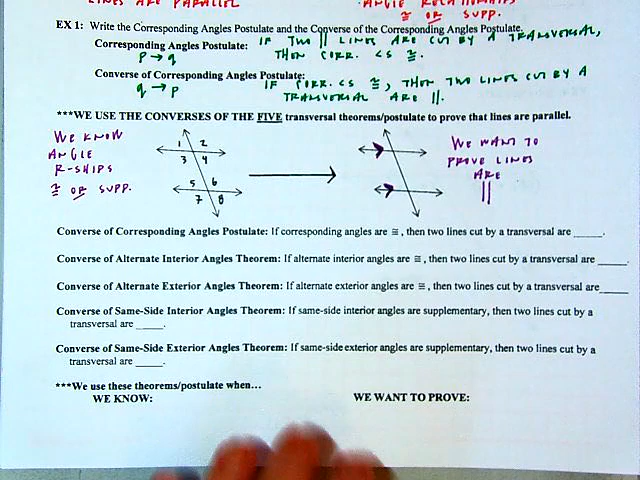 LINES ARE PARALLEL
ANGLE RELATIONSHIPS
≅ OR SUPP.
EX 1: Write the Corresponding Angles Postulate and the Converse of the Corresponding Angles Postulate.
Corresponding Angles Postulate: IF TWO || LINES ARE CUT BY A TRANSVERSAL,
P → q THEN CORR. <S ≅.
Converse of Corresponding Angles Postulate:
q → P IF CORR. <S ≅, THEN TWO LINES CUT BY A
TRANSVERSAL ARE ||.
***WE USE THE CONVERSES OF THE FIVE transversal theorems/postulate to prove that lines are parallel.
WE KNOW
ANGLE
R-SHIPS
≅ OR SUPP.
1 2
3 4
5 6
7 8
WE WANT TO
PROVE LINES
ARE
||
Converse of Corresponding Angles Postulate: If corresponding angles are ≅, then two lines cut by a transversal are _____.
Converse of Alternate Interior Angles Theorem: If alternate interior angles are ≅, then two lines cut by a transversal are _____.
Converse of Alternate Exterior Angles Theorem: If alternate exterior angles are ≅, then two lines cut by a transversal are_____
Converse of Same-Side Interior Angles Theorem: If same-side interior angles are supplementary, then two lines cut by a
transversal are _____.
Converse of Same-Side Exterior Angles Theorem: If same-side exterior angles are supplementary, then two lines cut by a
transversal are _____.
***We use these theorems/postulate when...
WE KNOW: WE WANT TO PROVE: